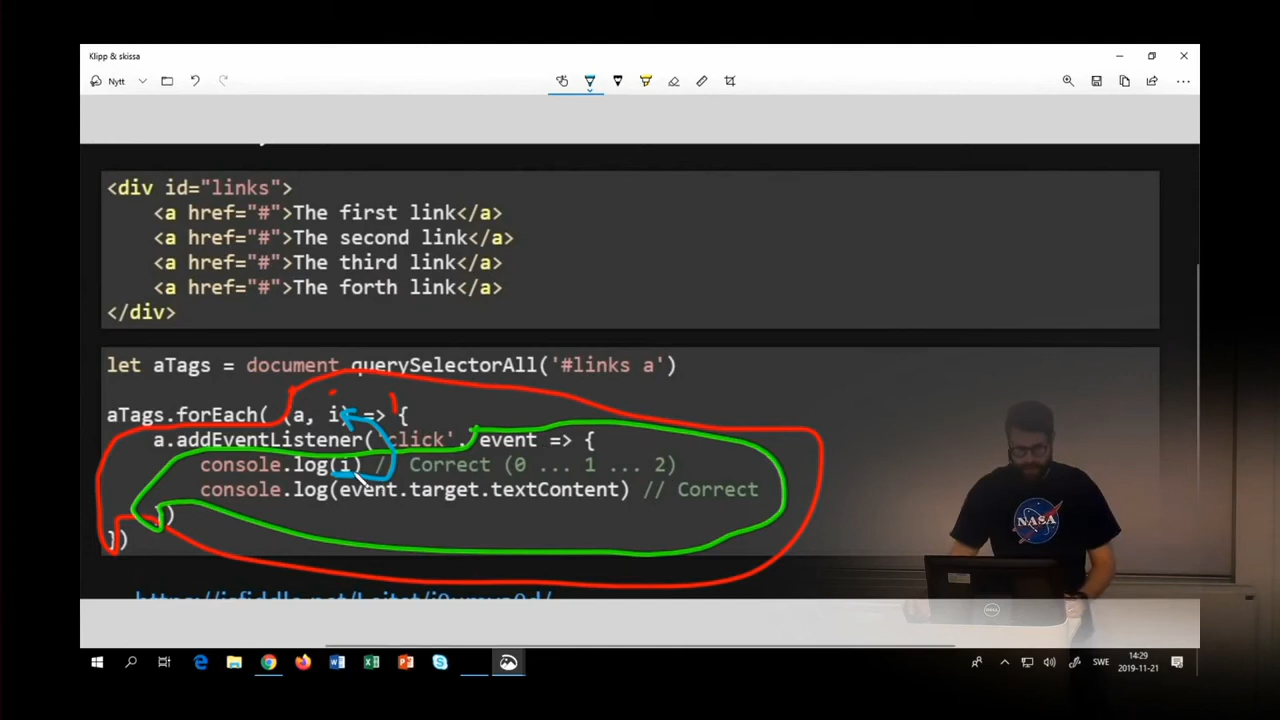 Klipp & skissa
Nytt
<div id="links">
<a href="#">The first link</a>
<a href="#">The second link</a>
<a href="#">The third link</a>
<a href="#">The forth link</a>
</div>
let aTags = document.querySelectorAll('#links a')
aTags.forEach( (a, i) => {
a.addEventListener('click', event => {
console.log(i) // Correct (0 ... 1 ... 2)
console.log(event.target.textContent) // Correct
})
})
NASA
DELL
SWE
14:29
2019-11-21